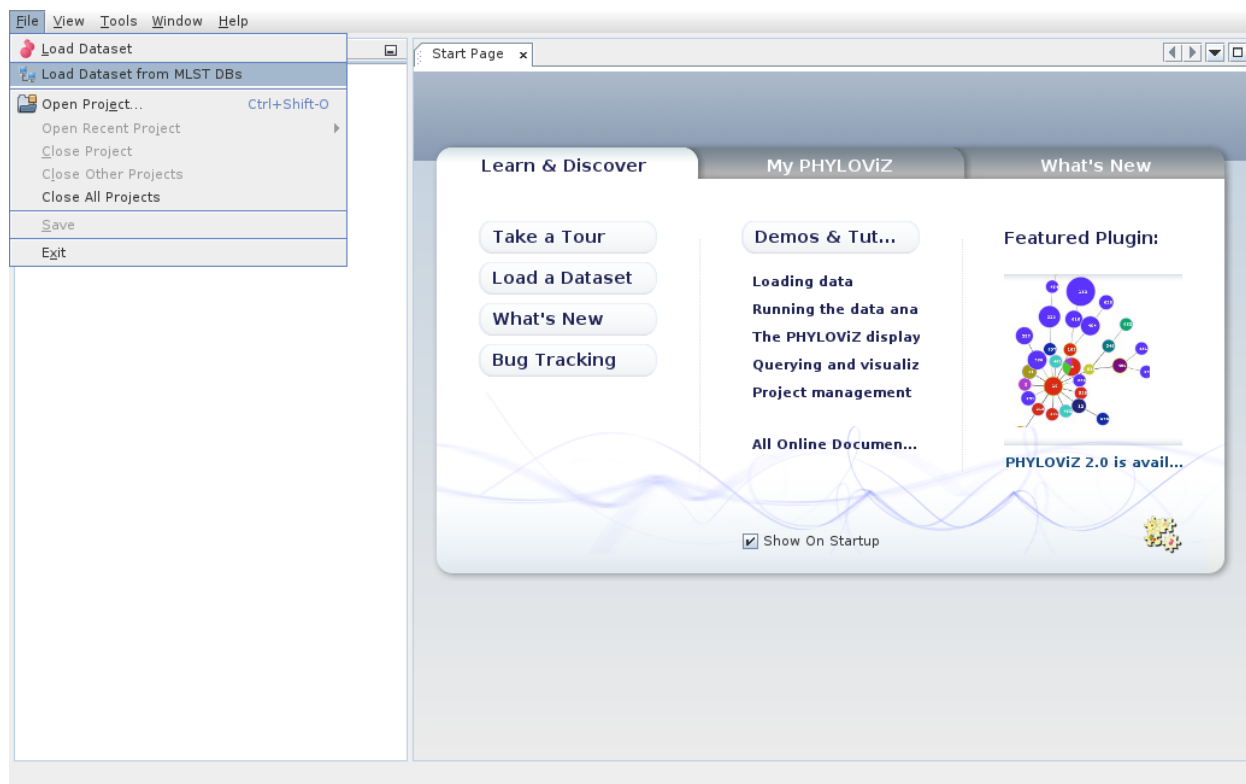 File View Tools Window Help
Load Dataset
Load Dataset from MLST DBs
Open Project... Ctrl+Shift-O
Open Recent Project
Close Project
Close Other Projects
Close All Projects
Save
Exit
Start Page x
Learn & Discover
My PHYLOViZ
What's New
Take a Tour
Load a Dataset
What's New
Bug Tracking
Demos & Tut...
Loading data
Running the data ana
The PHYLOViZ display
Querying and visualiz
Project management
All Online Documen...
Featured Plugin:
PHYLOViZ 2.0 is avail...
Show On Startup